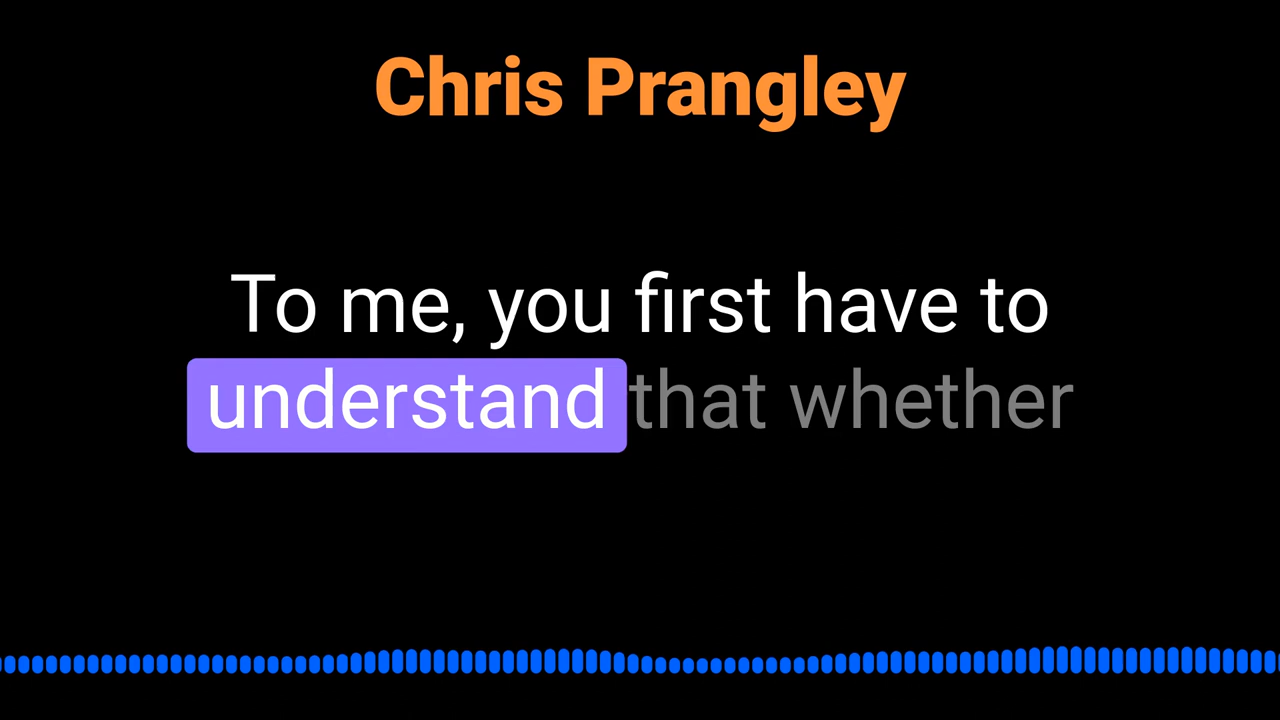 Chris Prangley
To me, you first have to
understand that whether